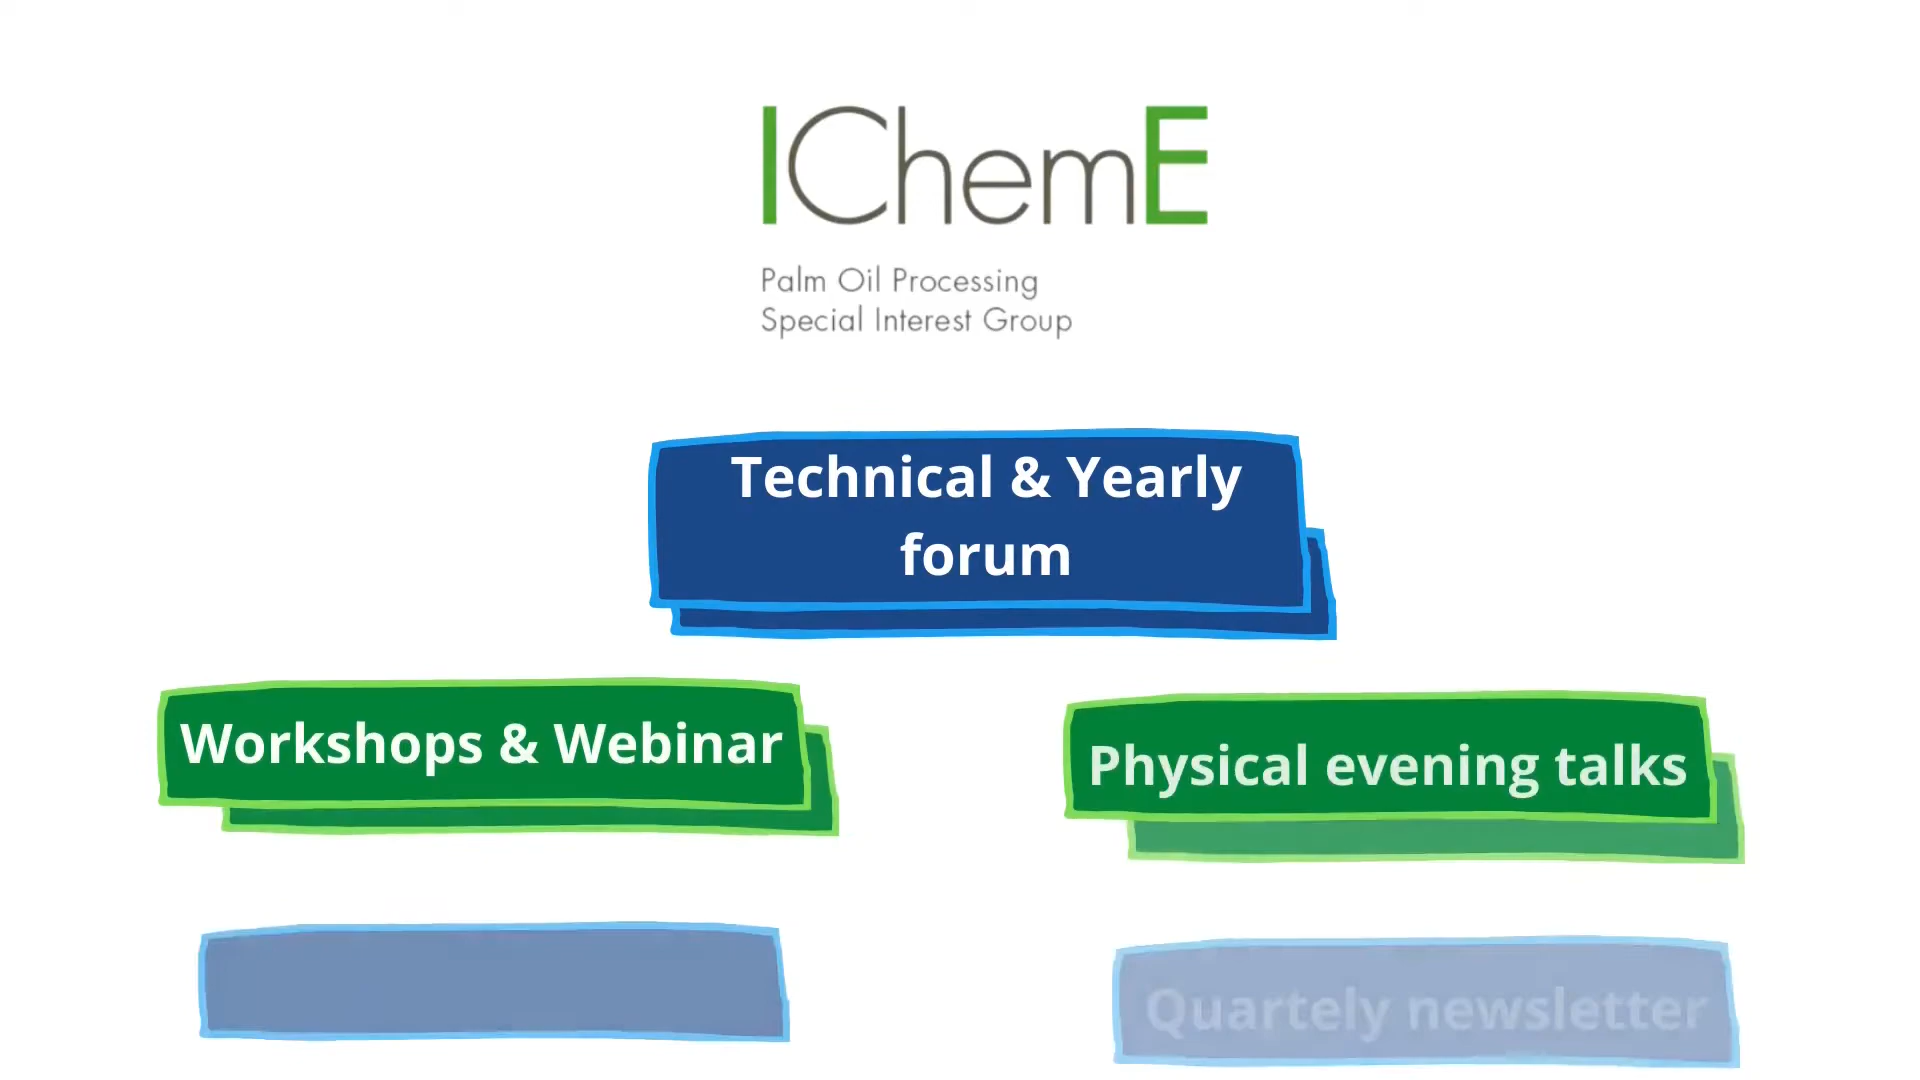 IChemE
Palm Oil Processing
Special Interest Group
Technical & Yearly
forum
Workshops & Webinar
Physical evening talks
Quartely newsletter